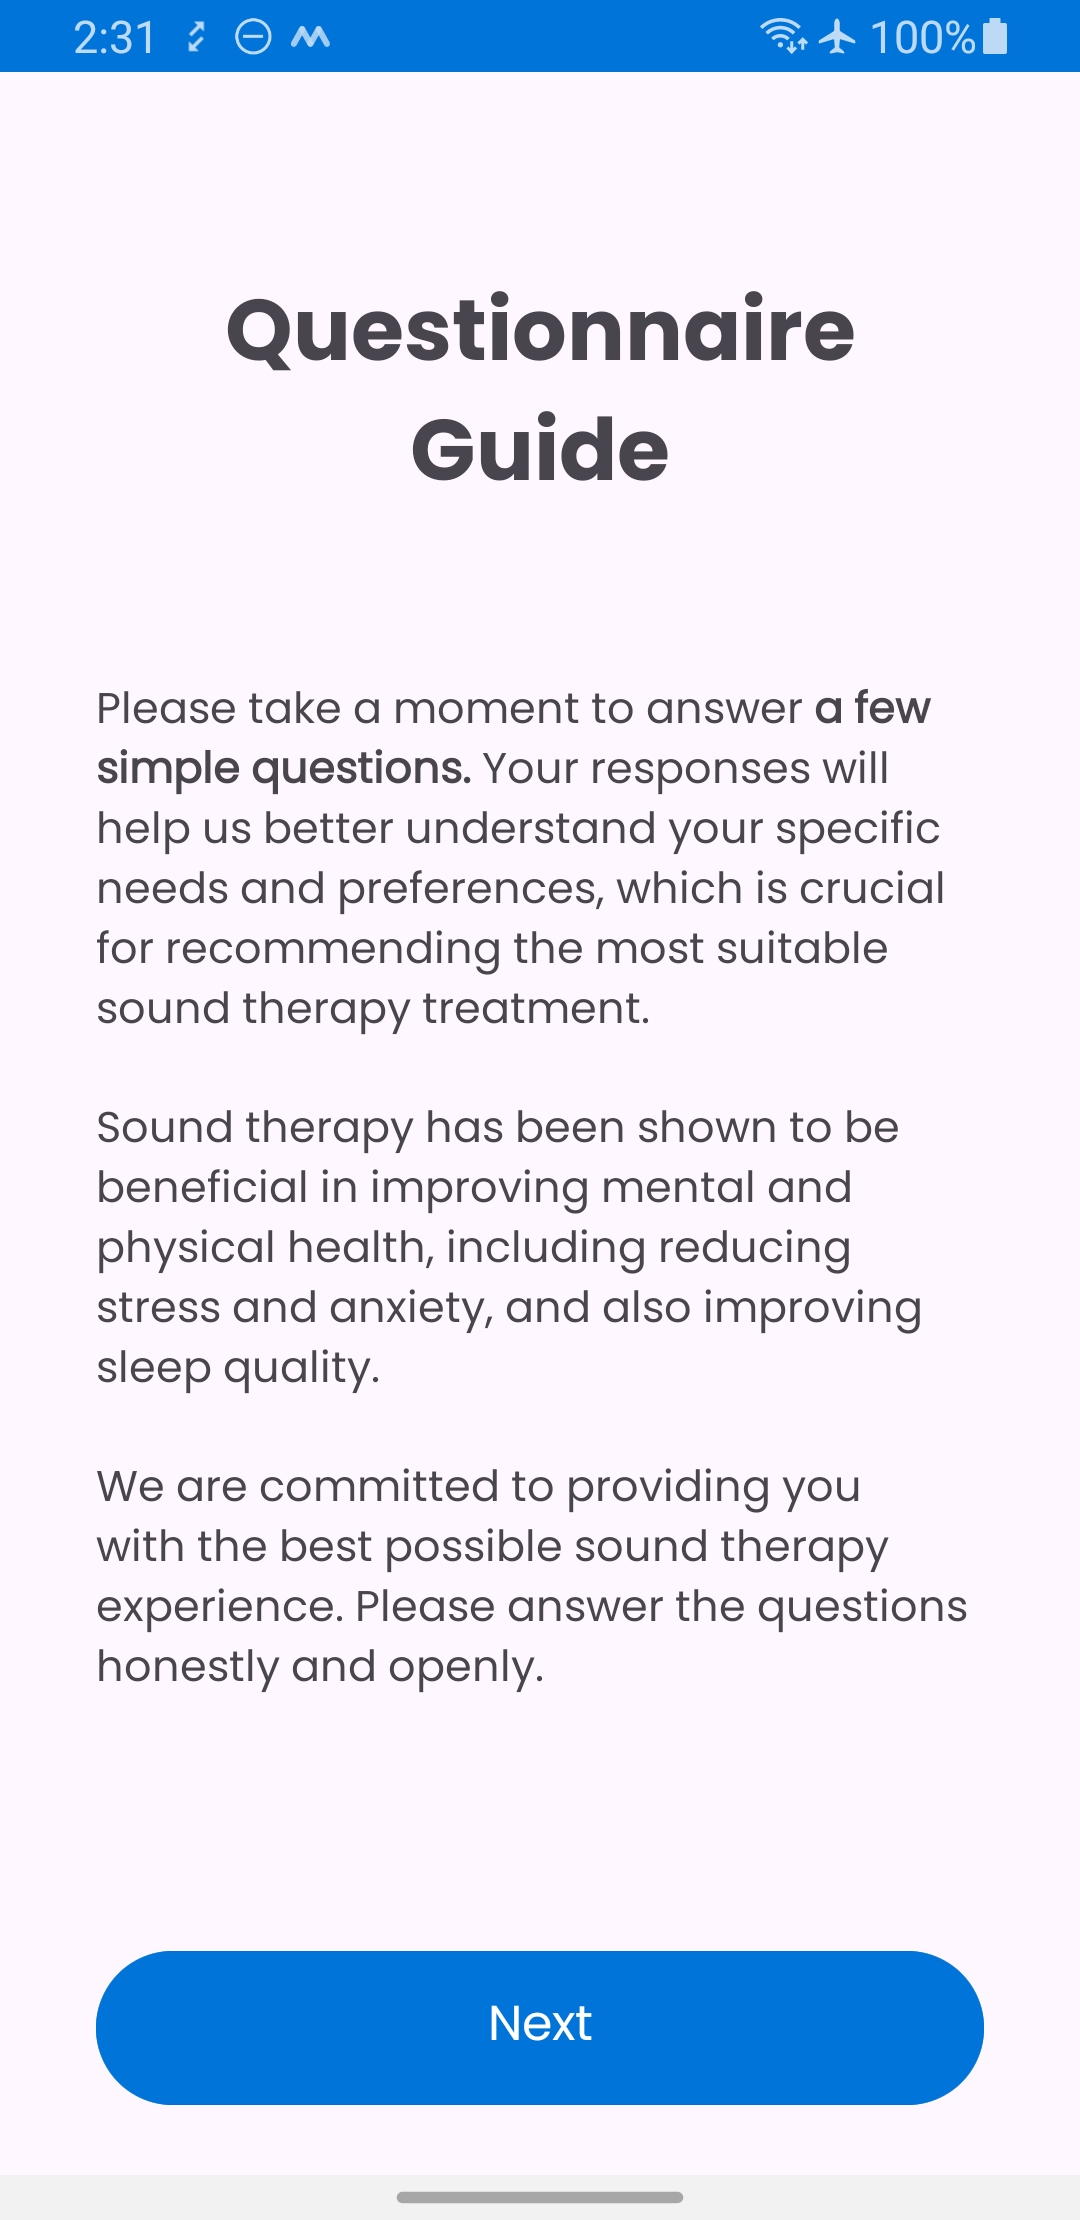 2:31
100%
Questionnaire
Guide
Please take a moment to answer a few
simple questions. Your responses will
help us better understand your specific
needs and preferences, which is crucial
for recommending the most suitable
sound therapy treatment.
Sound therapy has been shown to be
beneficial in improving mental and
physical health, including reducing
stress and anxiety, and also improving
sleep quality.
We are committed to providing you
with the best possible sound therapy
experience. Please answer the questions
honestly and openly.
Next